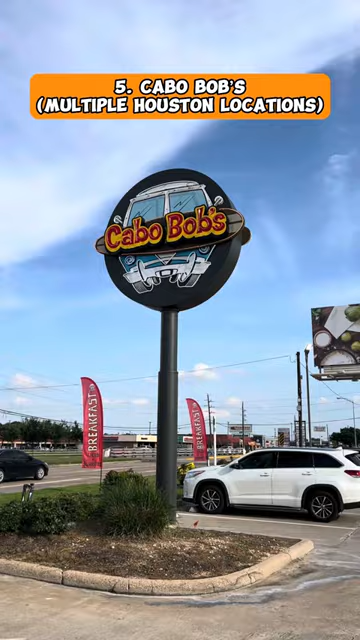 5. CABO BOB'S
(MULTIPLE HOUSTON LOCATIONS)
Cabo Bob's
BREAKFAST
BREAKFAST